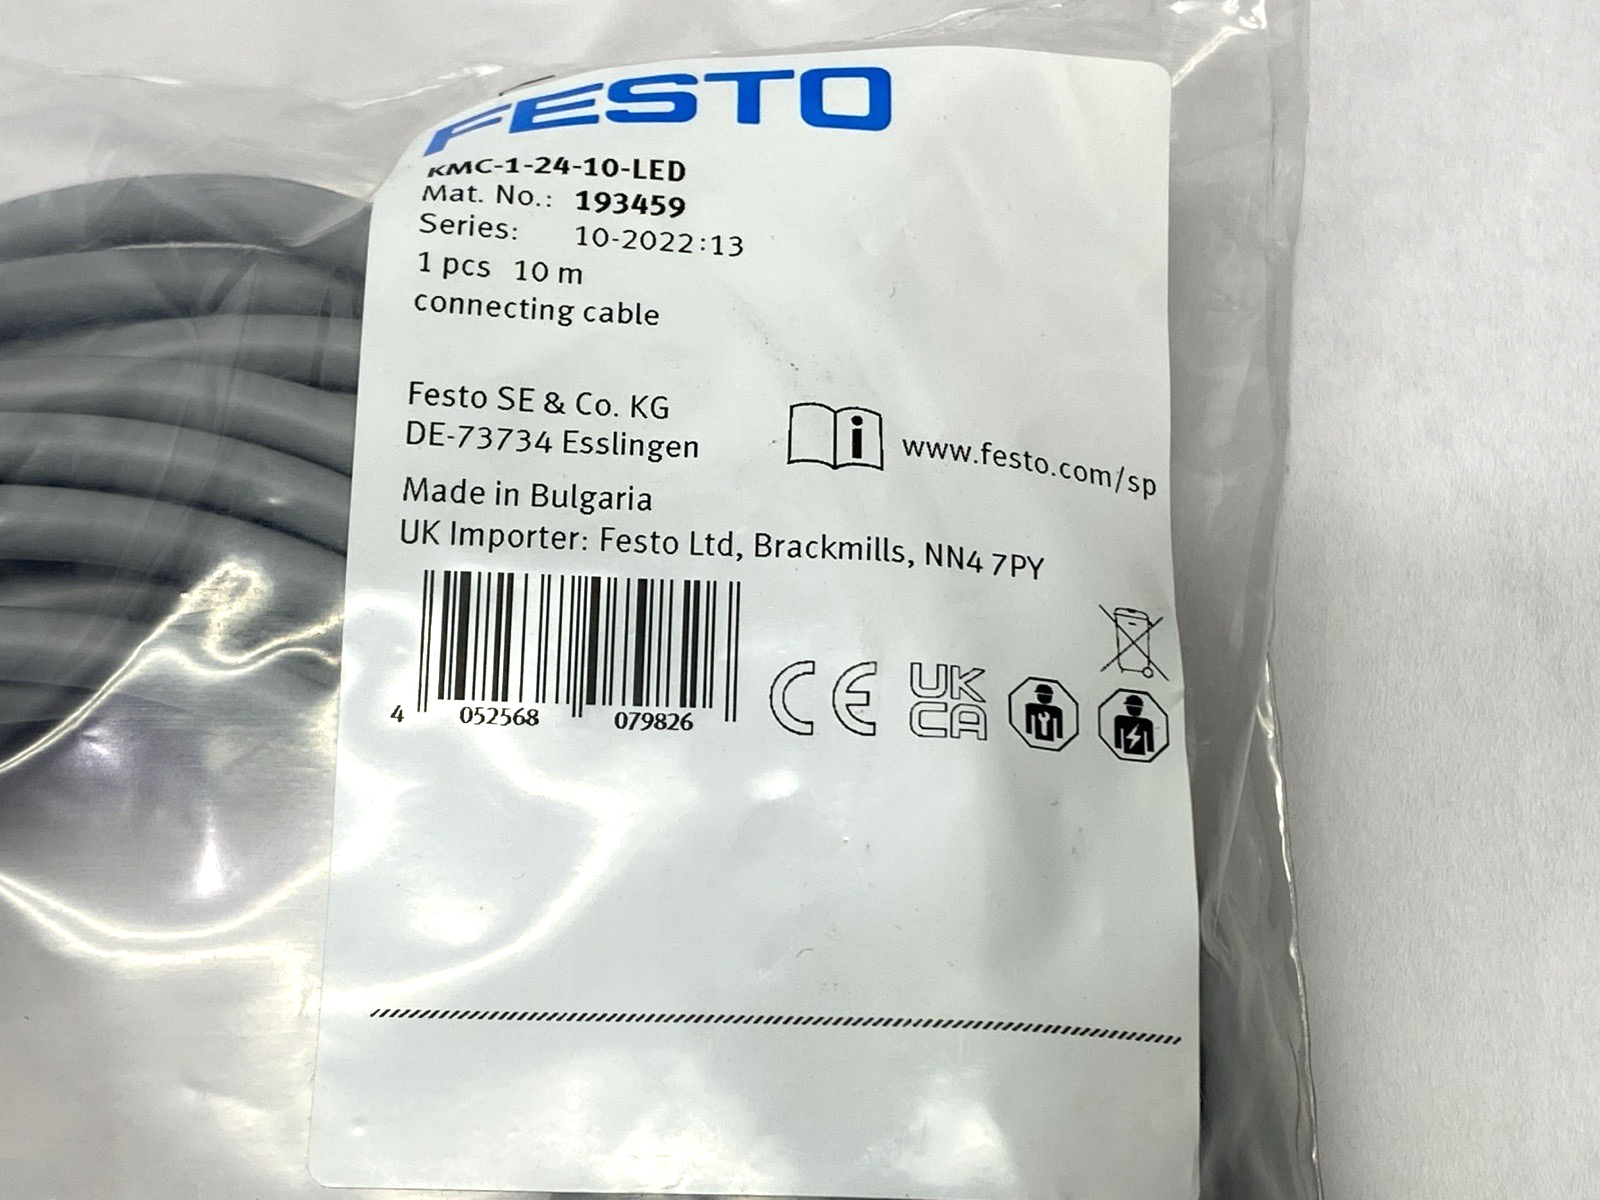 FESTO
KMC-1-24-10-LED
Mat. No.: 193459
Series: 10-2022:13
1 pcs 10 m
connecting cable
Festo SE & Co. KG
DE-73734 Esslingen
www.festo.com/sp
Made in Bulgaria
UK Importer: Festo Ltd, Brackmills, NN4 7PY
4 052568 079826
CE
UK
CA